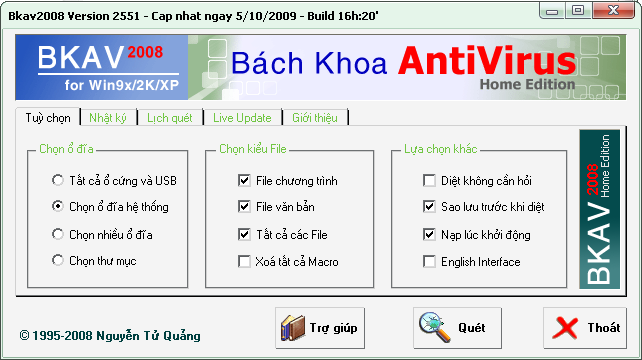 Bkav2008 Version 2551 - Cap nhat ngay 5/10/2009 - Build 16h:20'
BKAV 2008
for Win9x/2K/XP
Bách Khoa AntiVirus
Home Edition
Tuỳ chọn
Nhật ký
Lịch quét
Live Update
Giới thiệu
Chọn ổ đĩa
Tất cả ổ cứng và USB
Chọn ổ đĩa hệ thống
Chọn nhiều ổ đĩa
Chọn thư mục
Chọn kiểu File
File chương trình
File văn bản
Tất cả các File
Xoá tất cả Macro
Lựa chọn khác
Diệt không cần hỏi
Sao lưu trước khi diệt
Nạp lúc khởi động
English Interface
BKAV 2008
Home Edition
© 1995-2008 Nguyễn Tử Quảng
Trợ giúp
Quét
Thoát